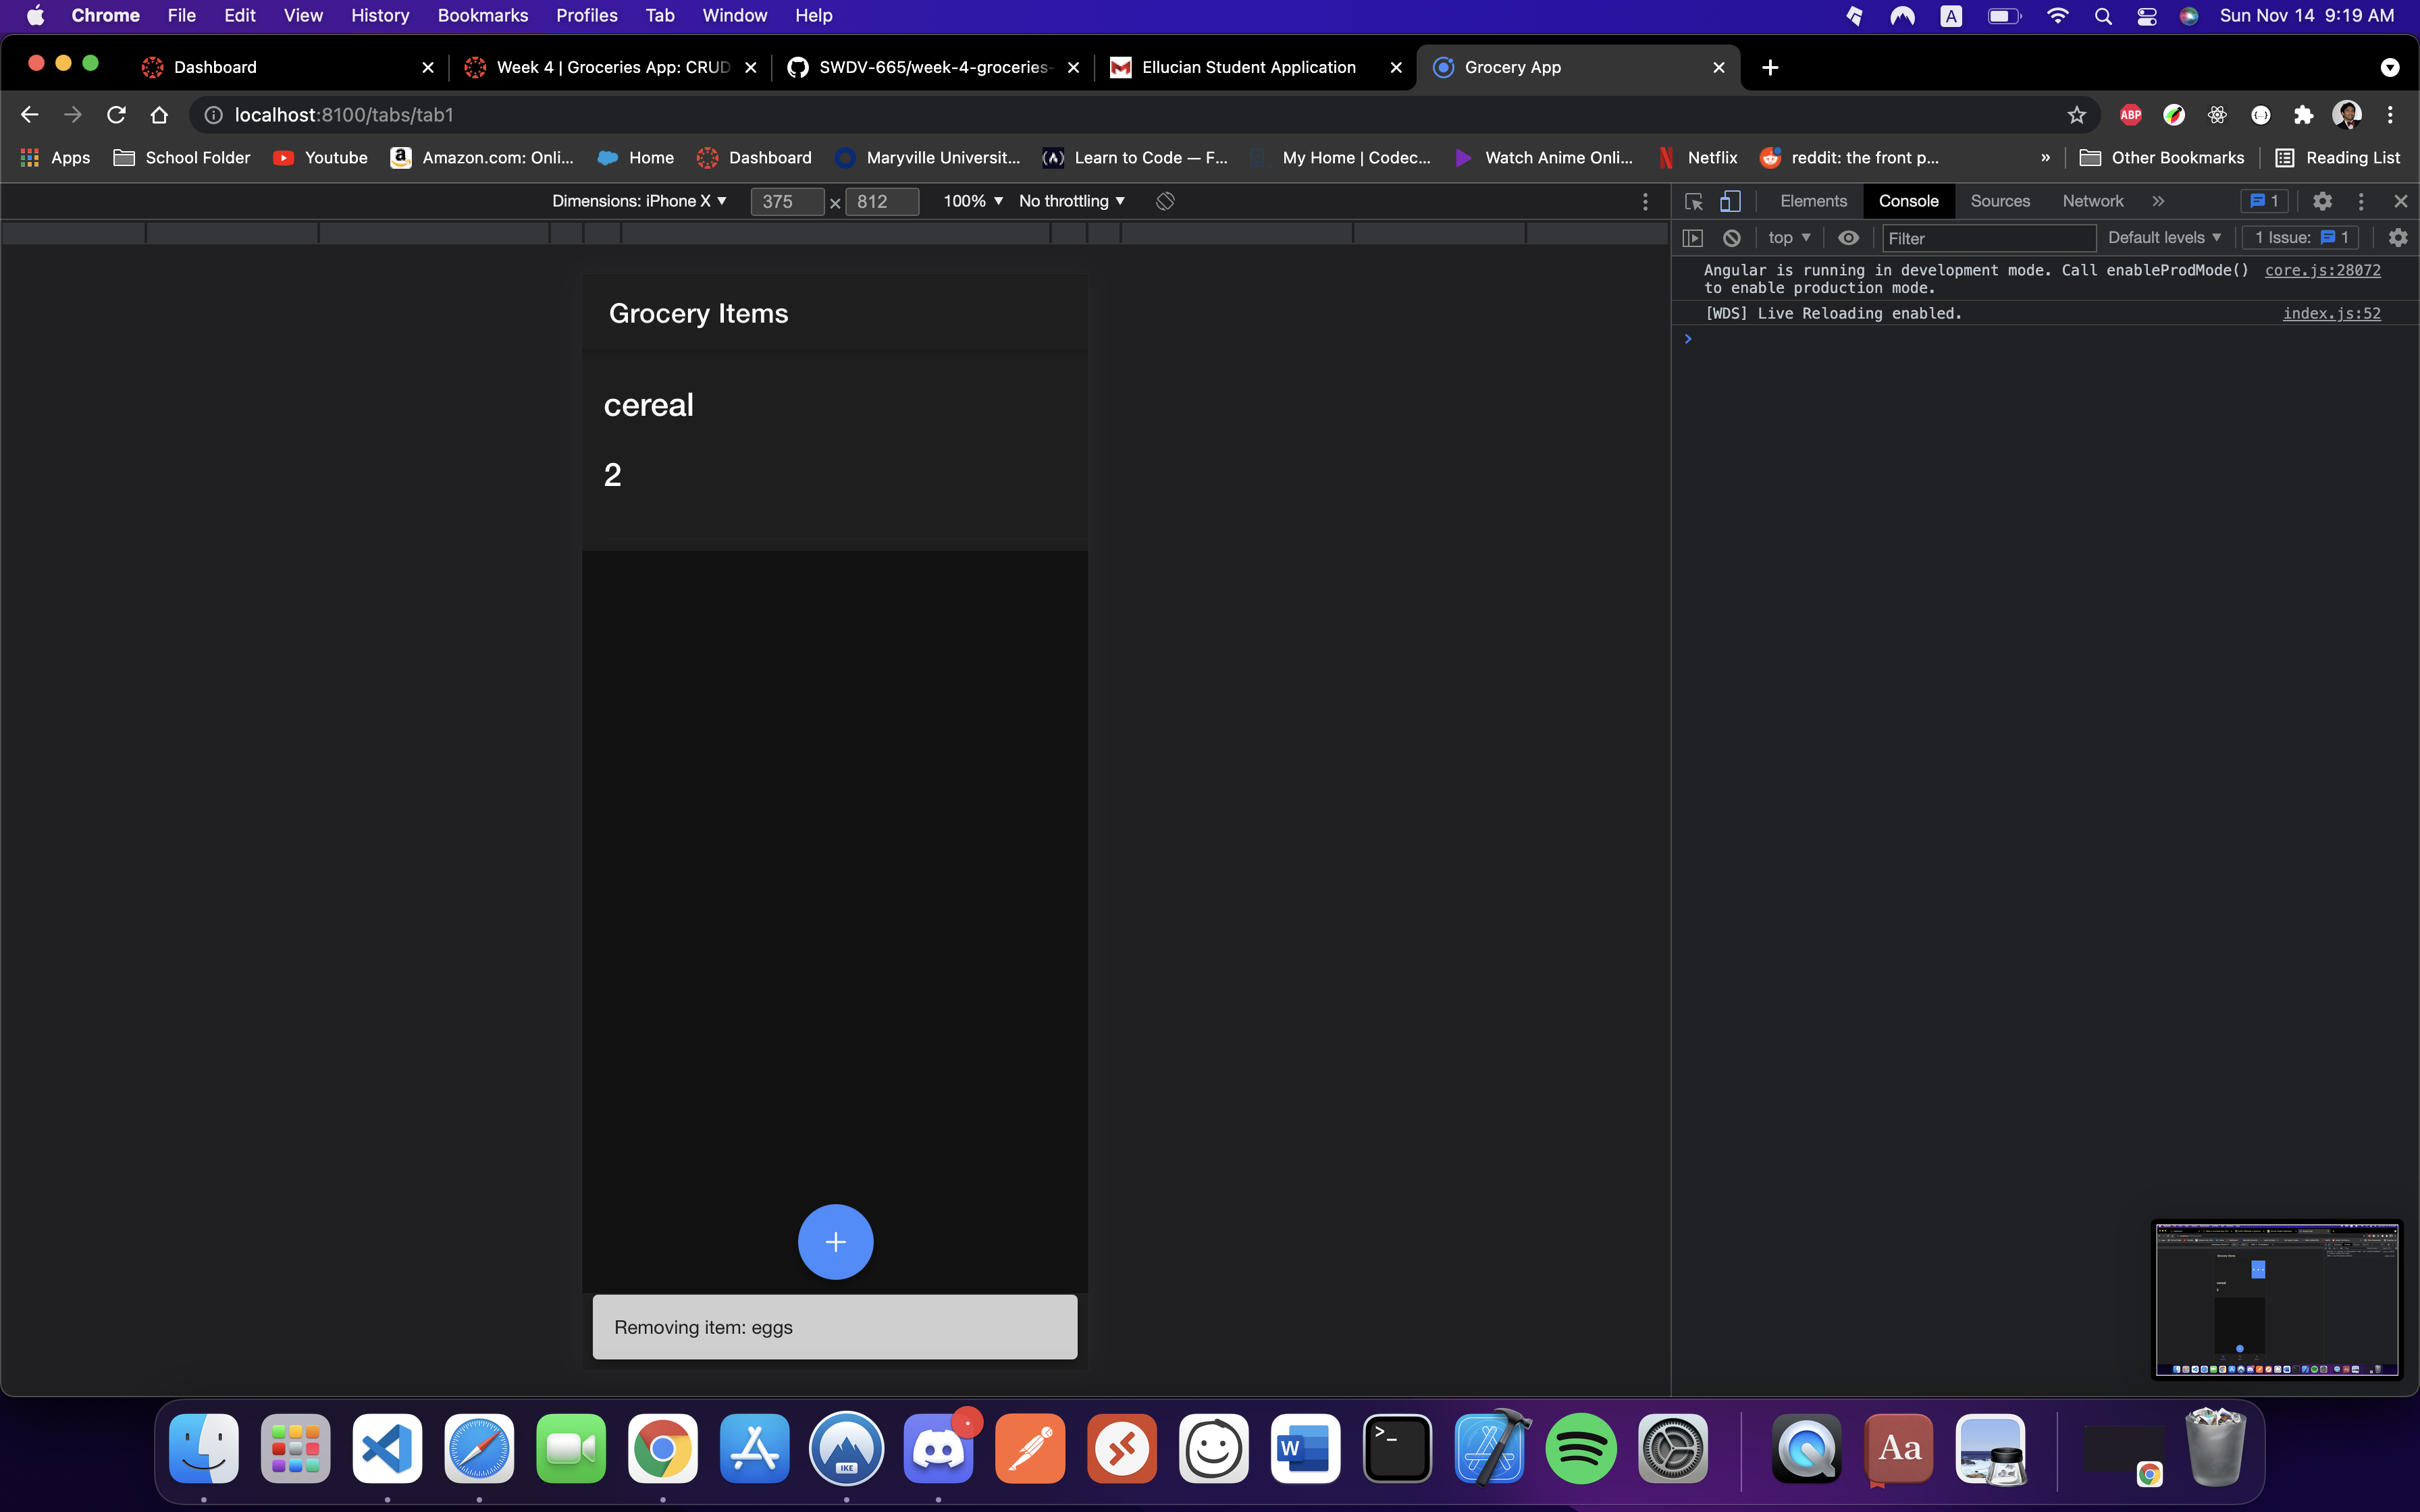 Chrome File Edit View History Bookmarks Profiles Tab Window Help A Sun Nov 14 9:19 AM
Dashboard Week 4 | Groceries App: CRUD SWDV-665/week-4-groceries- Ellucian Student Application Grocery App
localhost:8100/tabs/tab1 ABP
Apps School Folder Youtube Amazon.com: Onli... Home Dashboard Maryville Universit... Learn to Code — F... My Home | Codec... Watch Anime Onli... Netflix reddit: the front p... » Other Bookmarks Reading List
Dimensions: iPhone X 375 × 812 100% No throttling
Elements Console Sources Network » 1
top Filter Default levels 1 Issue: 1
Angular is running in development mode. Call enableProdMode() core.js:28072
to enable production mode.
[WDS] Live Reloading enabled. index.js:52
Grocery Items
cereal
2
Removing item: eggs
IKE W >_ Aa